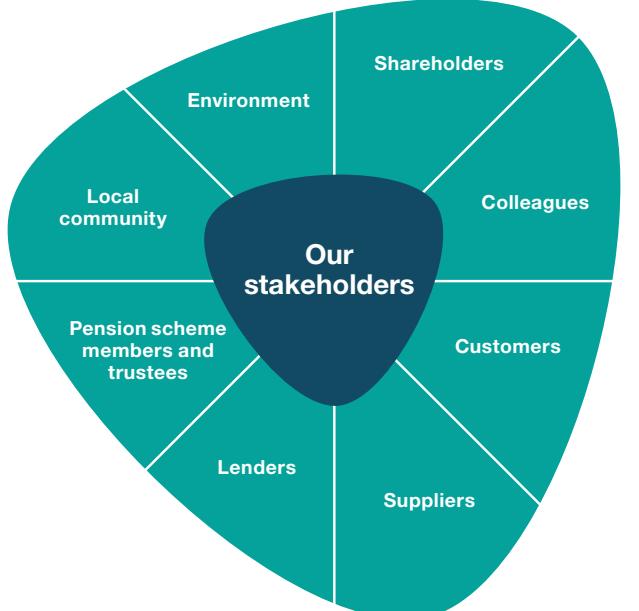 Our
stakeholders
Shareholders
Colleagues
Customers
Suppliers
Lenders
Pension scheme
members and
trustees
Local
community
Environment